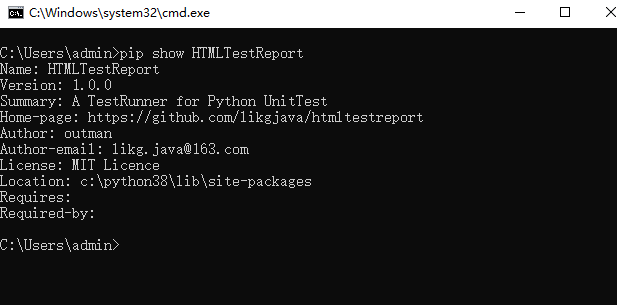 C:\Windows\system32\cmd.exe
C:\Users\admin>pip show HTMLTestReport
Name: HTMLTestReport
Version: 1.0.0
Summary: A TestRunner for Python UnitTest
Home-page: https://github.com/likgjava/htmltestreport
Author: outman
Author-email: likg.java@163.com
License: MIT Licence
Location: c:\python38\lib\site-packages
Requires:
Required-by:
C:\Users\admin>